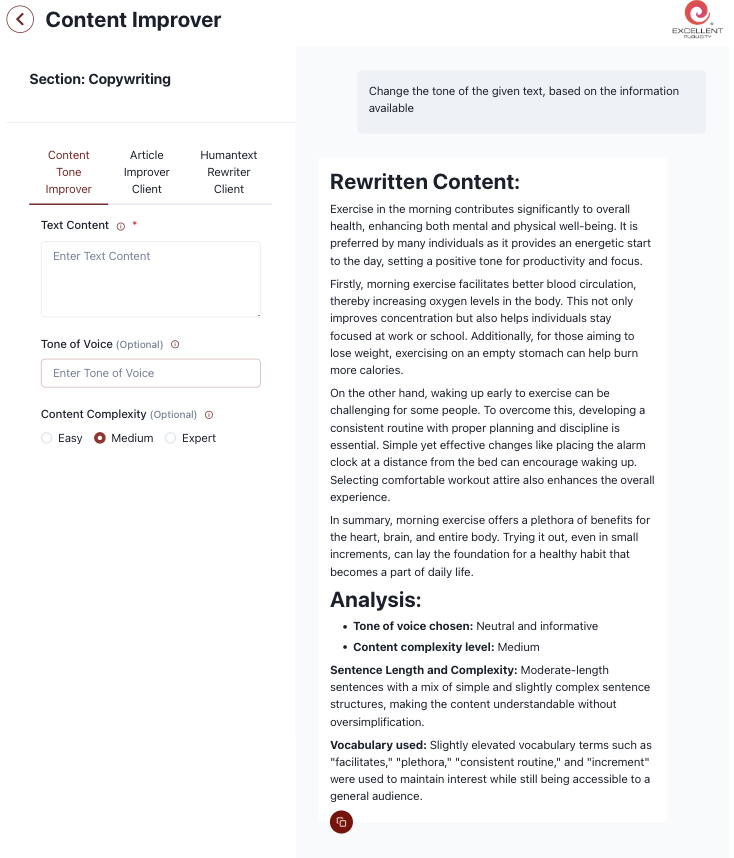 Content Improver
EXCELLENT
PUBLICITY
Section: Copywriting
Content
Tone
Improver
Article
Improver
Client
Humantext
Rewriter
Client
Text Content *
Enter Text Content
Tone of Voice (Optional)
Enter Tone of Voice
Content Complexity (Optional)
Easy Medium Expert
Change the tone of the given text, based on the information
available
Rewritten Content:
Exercise in the morning contributes significantly to overall
health, enhancing both mental and physical well-being. It is
preferred by many individuals as it provides an energetic start
to the day, setting a positive tone for productivity and focus.
Firstly, morning exercise facilitates better blood circulation,
thereby increasing oxygen levels in the body. This not only
improves concentration but also helps individuals stay
focused at work or school. Additionally, for those aiming to
lose weight, exercising on an empty stomach can help burn
more calories.
On the other hand, waking up early to exercise can be
challenging for some people. To overcome this, developing a
consistent routine with proper planning and discipline is
essential. Simple yet effective changes like placing the alarm
clock at a distance from the bed can encourage waking up.
Selecting comfortable workout attire also enhances the overall
experience.
In summary, morning exercise offers a plethora of benefits for
the heart, brain, and entire body. Trying it out, even in small
increments, can lay the foundation for a healthy habit that
becomes a part of daily life.
Analysis:
• Tone of voice chosen: Neutral and informative
• Content complexity level: Medium
Sentence Length and Complexity: Moderate-length
sentences with a mix of simple and slightly complex sentence
structures, making the content understandable without
oversimplification.
Vocabulary used: Slightly elevated vocabulary terms such as
"facilitates," "plethora," "consistent routine," and "increment"
were used to maintain interest while still being accessible to a
general audience.